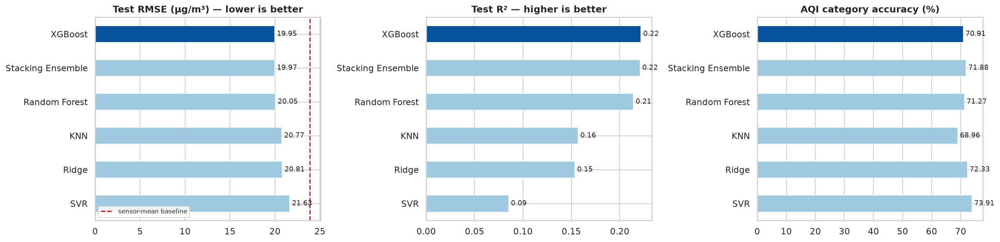 Test RMSE (µg/m³) — lower is better
XGBoost
19.95
Stacking Ensemble
19.97
Random Forest
20.05
KNN
20.77
Ridge
20.81
SVR
21.63
sensor-mean baseline
0 5 10 15 20 25
Test R² — higher is better
XGBoost
0.22
Stacking Ensemble
0.22
Random Forest
0.21
KNN
0.16
Ridge
0.15
SVR
0.09
0.00 0.05 0.10 0.15 0.20
AQI category accuracy (%)
XGBoost
70.91
Stacking Ensemble
71.88
Random Forest
71.27
KNN
68.96
Ridge
72.33
SVR
73.91
0 10 20 30 40 50 60 70